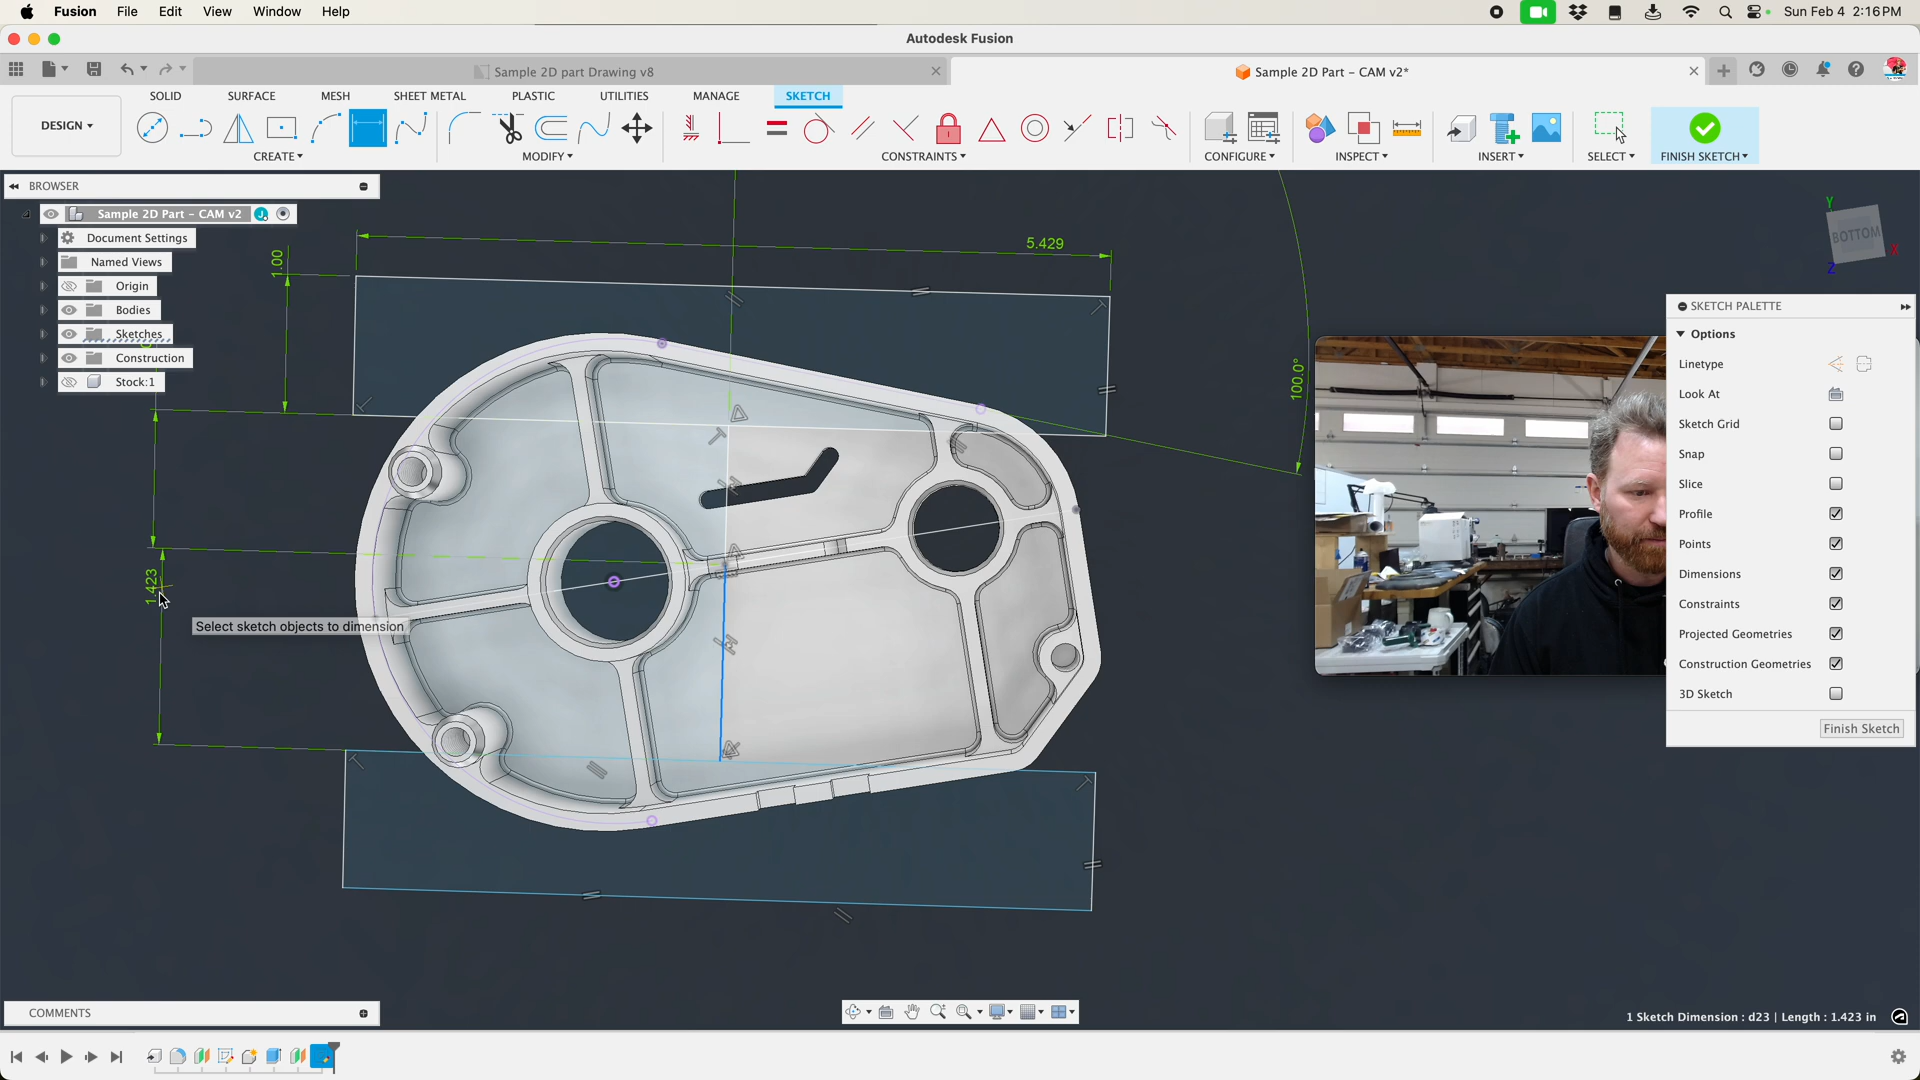 Fusion File Edit View Window Help
Sun Feb 4 2:16 PM
Autodesk Fusion
Sample 2D part Drawing v8
Sample 2D Part – CAM v2*
SOLID SURFACE MESH SHEET METAL PLASTIC UTILITIES MANAGE SKETCH
DESIGN ▾
CREATE ▾ MODIFY ▾ CONSTRAINTS ▾ CONFIGURE ▾ INSPECT ▾ INSERT ▾ SELECT ▾ FINISH SKETCH ▾
BROWSER
Sample 2D Part – CAM v2
Document Settings
Named Views
Origin
Bodies
Sketches
Construction
Stock:1
1.00
5.429
100.0°
1.423
Select sketch objects to dimension
Y
BOTTOM
X
Z
SKETCH PALETTE
Options
Linetype
Look At
Sketch Grid
Snap
Slice
Profile
Points
Dimensions
Constraints
Projected Geometries
Construction Geometries
3D Sketch
Finish Sketch
COMMENTS
1 Sketch Dimension : d23 | Length : 1.423 in